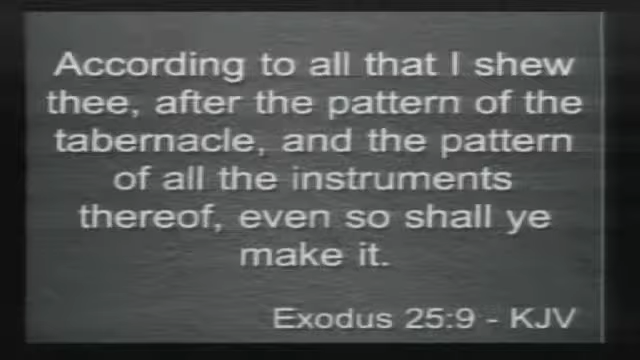 According to all that I shew
thee, after the pattern of the
tabernacle, and the pattern
of all the instruments
thereof, even so shall ye
make it.
Exodus 25:9 - KJV